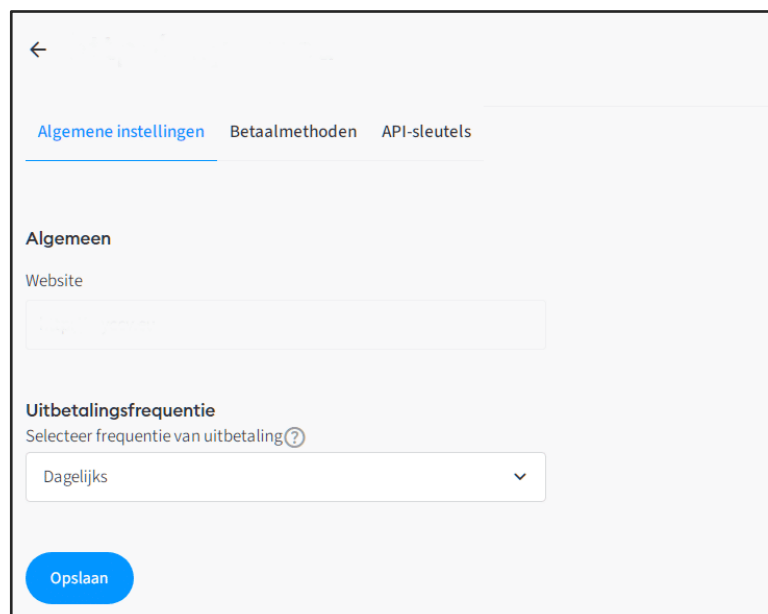 Algemene instellingen Betaalmethoden API-sleutels
Algemeen
Website
Uitbetalingsfrequentie
Selecteer frequentie van uitbetaling?
Dagelijks
Opslaan